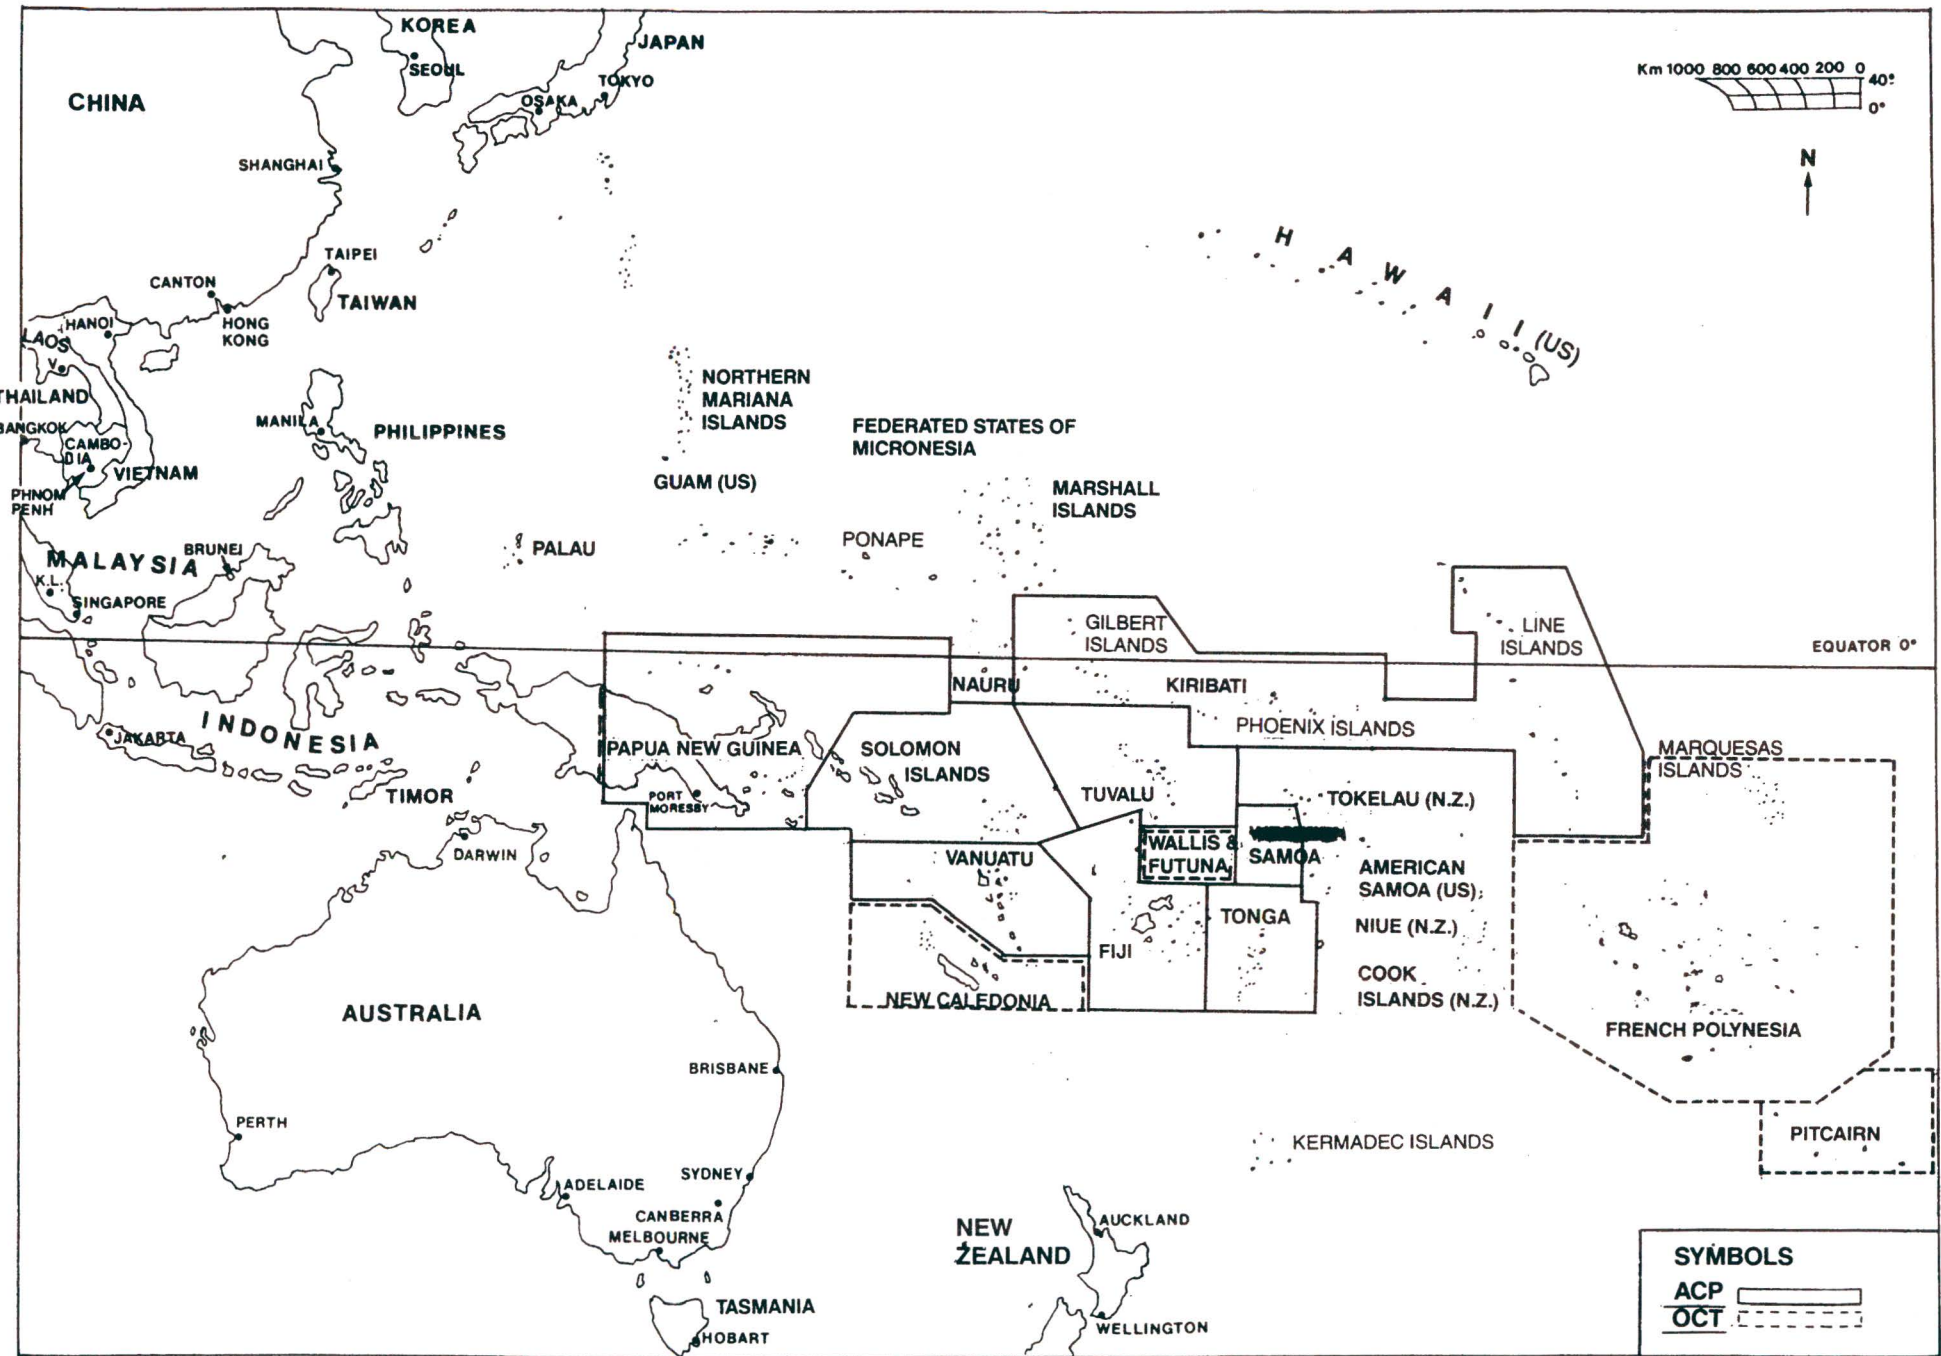 KOREA
SEOUL
JAPAN
TOKYO
OSAKA
CHINA
SHANGHAI
Km 1000 800 600 400 200 0
40°
0°
N
TAIPEI
TAIWAN
CANTON
HONG
KONG
HANOI
LAOS
V.
THAILAND
BANGKOK
CAMBO-
DIA
VIETNAM
PHNOM
PENH
HAWAII (US)
MANILA
PHILIPPINES
NORTHERN
MARIANA
ISLANDS
GUAM (US)
FEDERATED STATES OF
MICRONESIA
MARSHALL
ISLANDS
PALAU
PONAPE
MALAYSIA
BRUNEI
K.L.
SINGAPORE
EQUATOR 0°
GILBERT
ISLANDS
LINE
ISLANDS
NAURU
KIRIBATI
PHOENIX ISLANDS
INDONESIA
JAKARTA
TIMOR
PAPUA NEW GUINEA
PORT
MORESBY
SOLOMON
ISLANDS
TUVALU
TOKELAU (N.Z.)
MARQUESAS
ISLANDS
DARWIN
VANUATU
WALLIS &
FUTUNA
SAMOA
AMERICAN
SAMOA (US)
NIUE (N.Z.)
COOK
ISLANDS (N.Z.)
TONGA
FIJI
NEW CALEDONIA
FRENCH POLYNESIA
AUSTRALIA
BRISBANE
PERTH
SYDNEY
ADELAIDE
CANBERRA
MELBOURNE
KERMADEC ISLANDS
PITCAIRN
NEW
ZEALAND
AUCKLAND
WELLINGTON
TASMANIA
HOBART
SYMBOLS
ACP
OCT